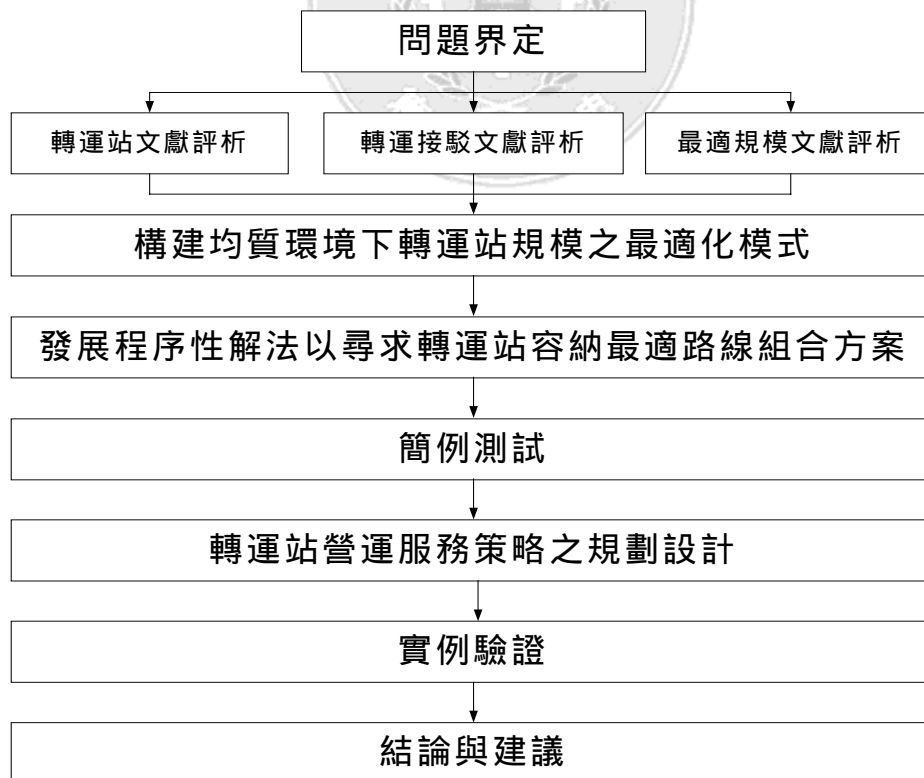 問題界定
轉運站文獻評析
轉運接駁文獻評析
最適規模文獻評析
構建均質環境下轉運站規模之最適化模式
發展程序性解法以尋求轉運站容納最適路線組合方案
簡例測試
轉運站營運服務策略之規劃設計
實例驗證
結論與建議